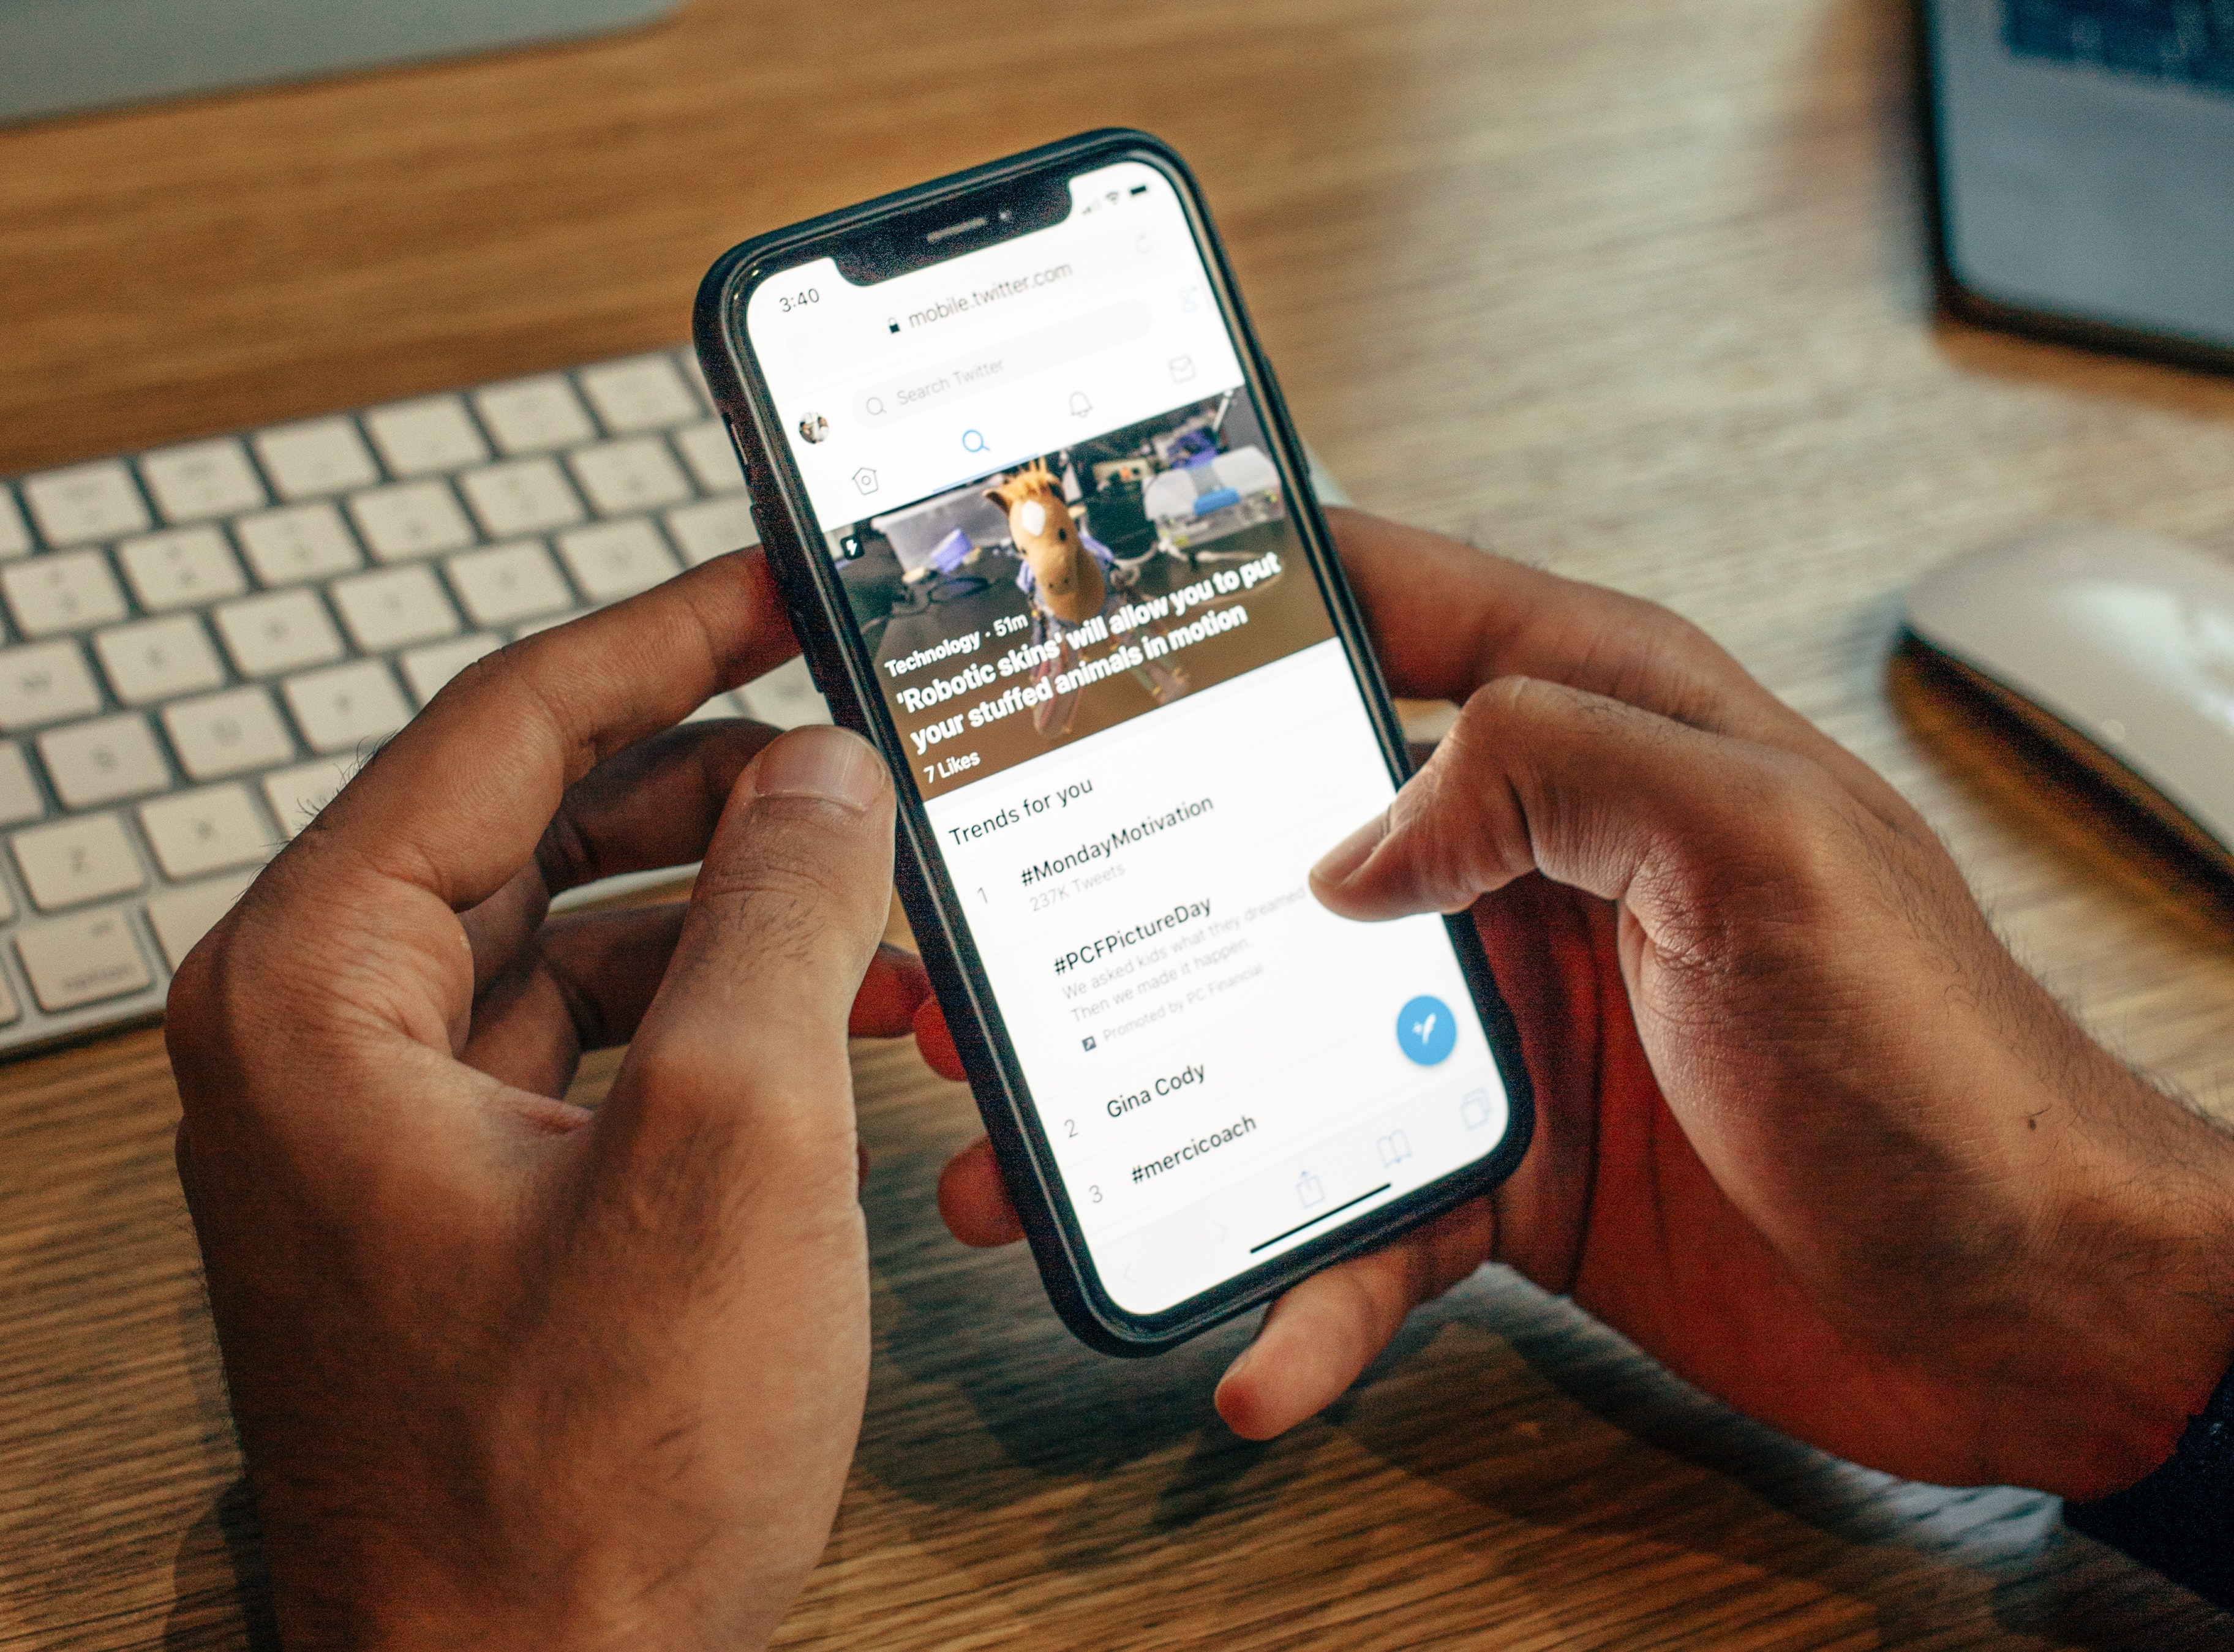 3:40
mobile.twitter.com
Search Twitter
Technology · 51m
'Robotic skins' will allow you to put
your stuffed animals in motion
7 Likes
Trends for you
1 #MondayMotivation
237K Tweets
#PCFPictureDay
We asked kids what they dreamed
Then we made it happen.
Promoted by PC Financial
2 Gina Cody
3 #mercicoach
option